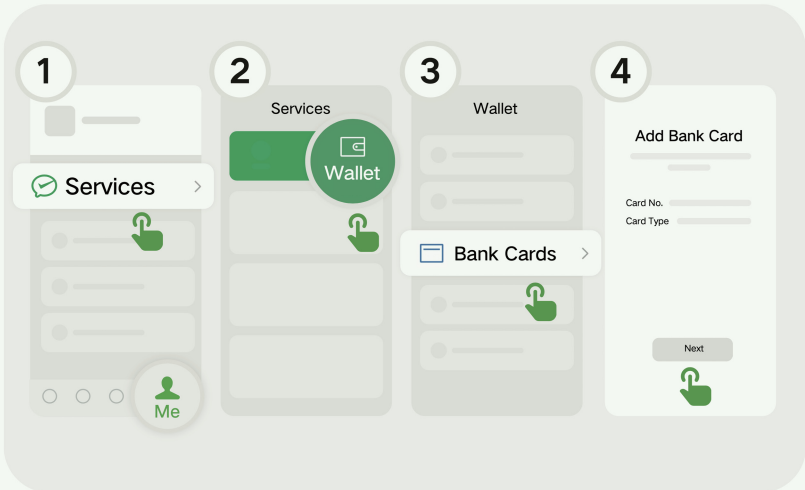 1
Services
Me
2
Services
Wallet
3
Wallet
Bank Cards
4
Add Bank Card
Card No.
Card Type
Next